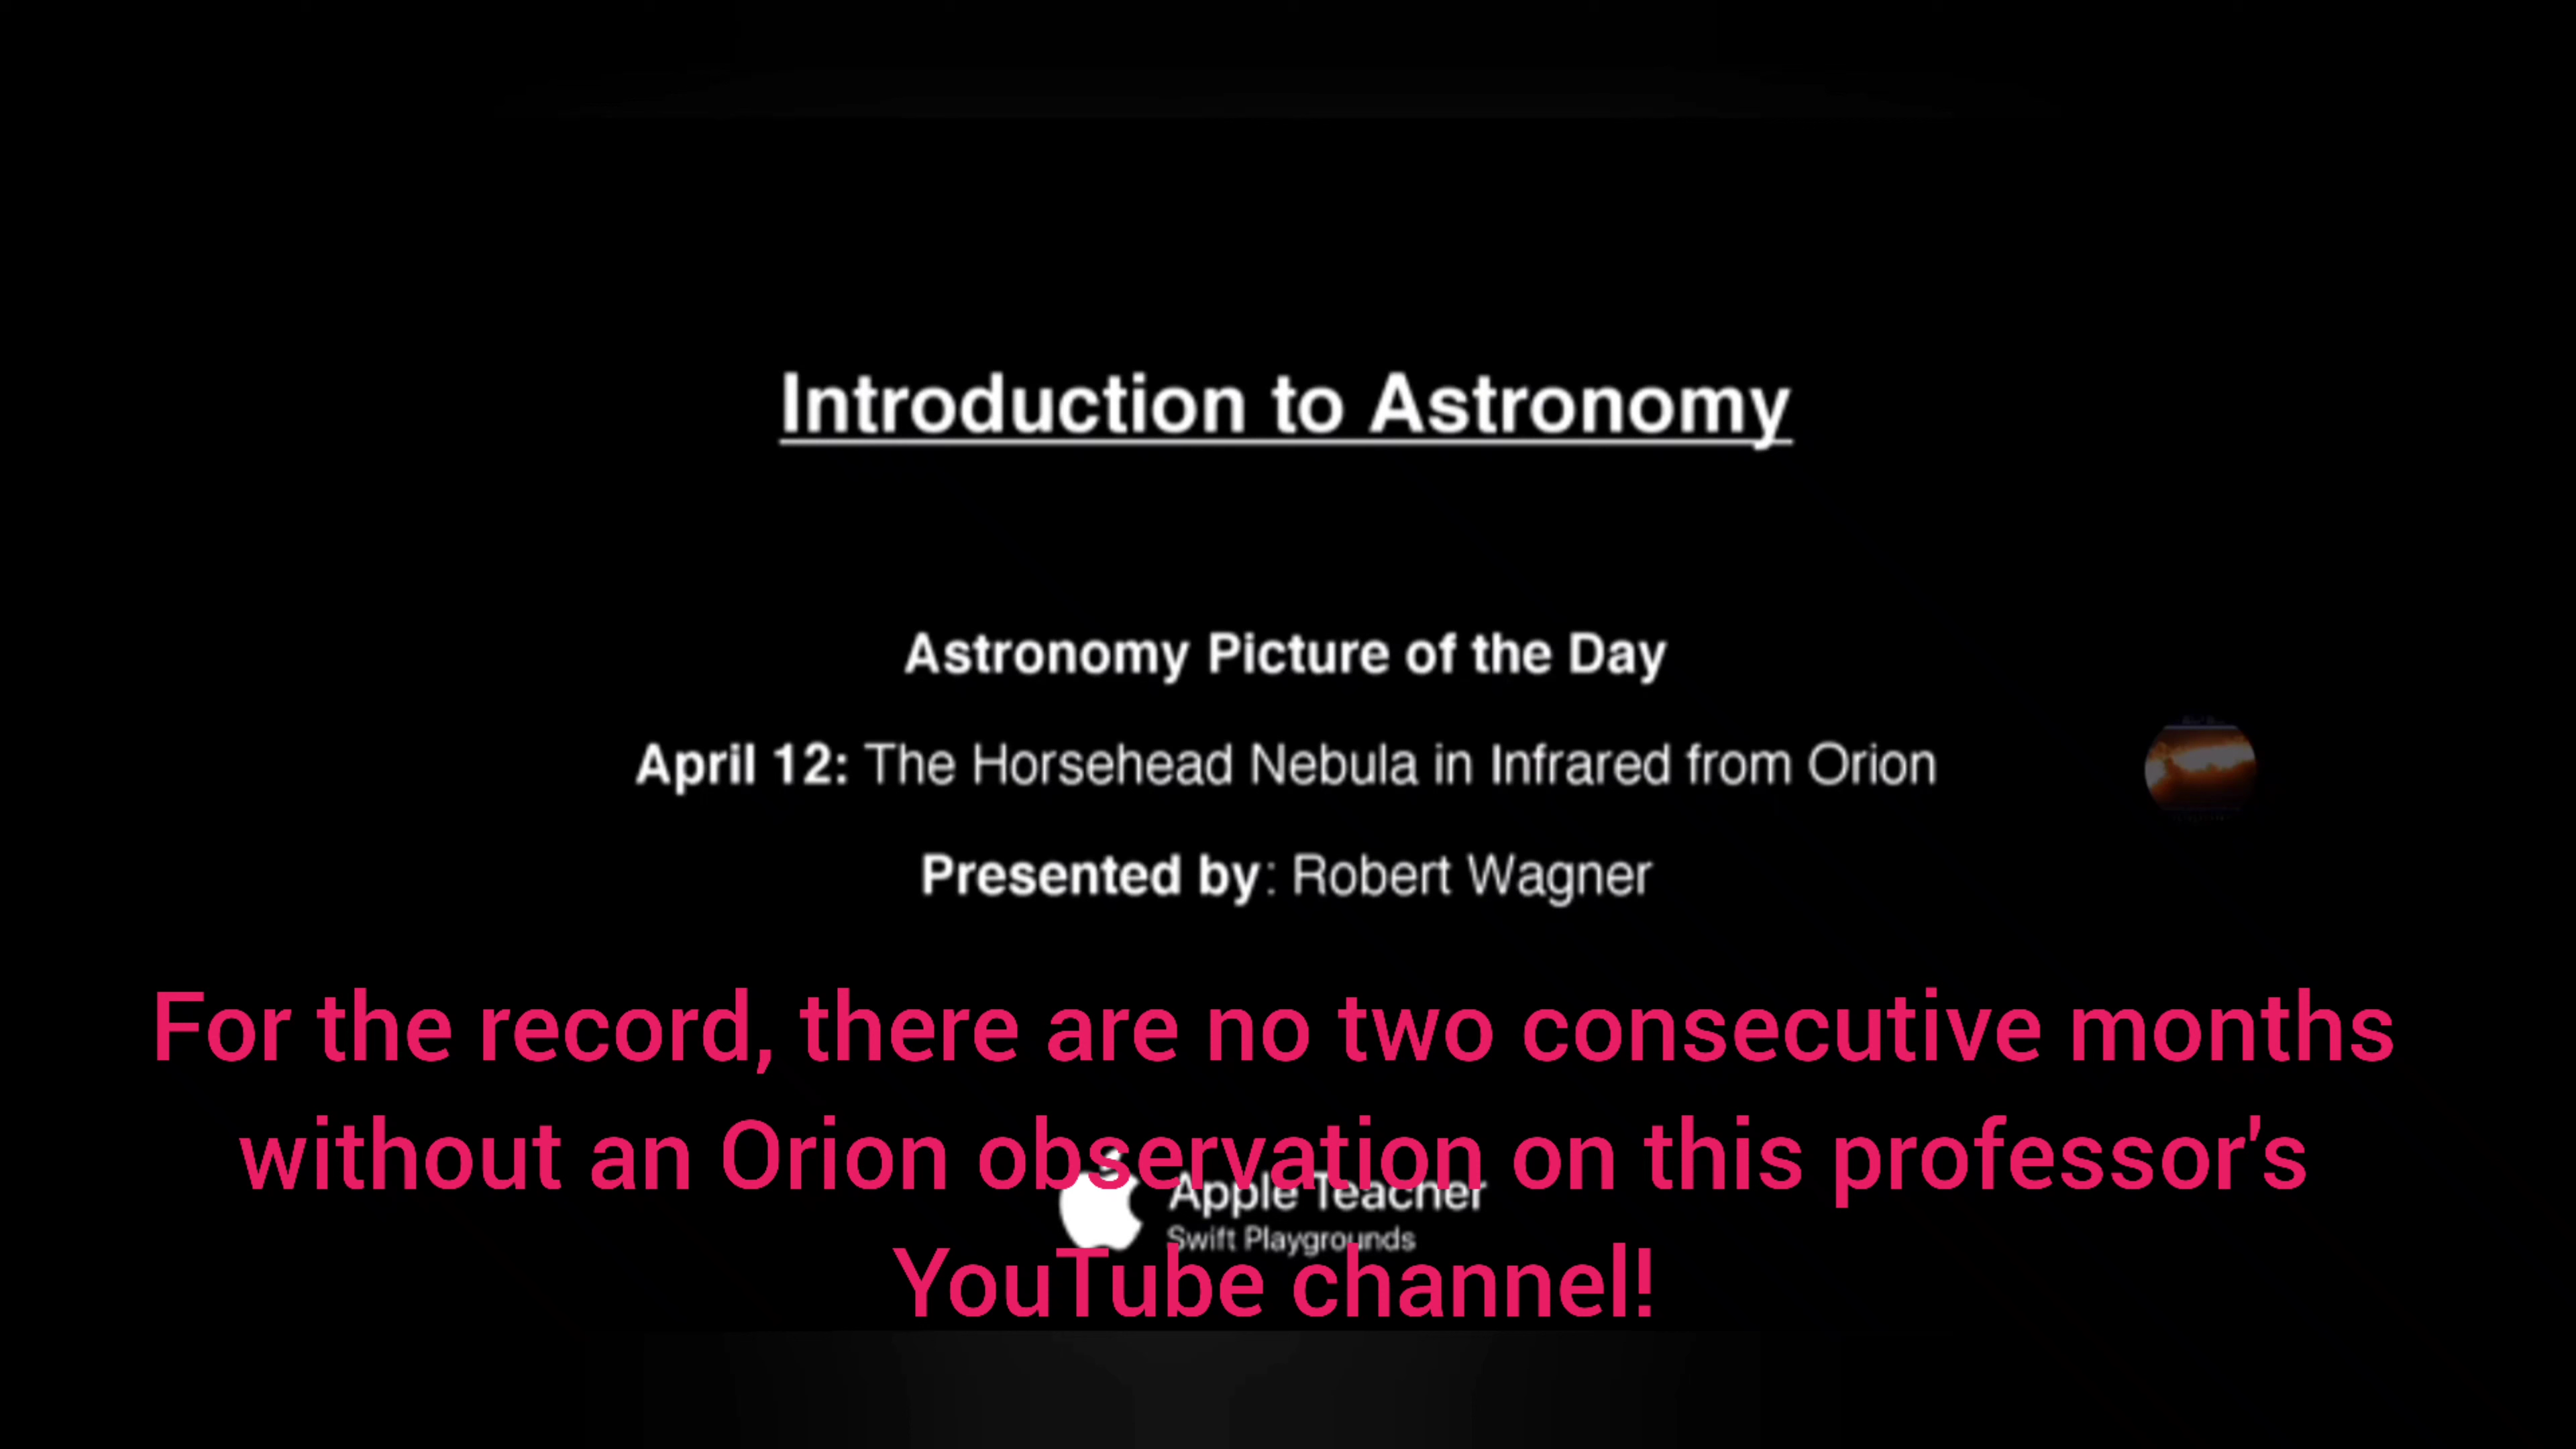 Introduction to Astronomy
Astronomy Picture of the Day
April 12: The Horsehead Nebula in Infrared from Orion
Presented by: Robert Wagner
For the record, there are no two consecutive months
without an Orion observation on this professor's
Apple Teacher
Swift Playgrounds
YouTube channel!